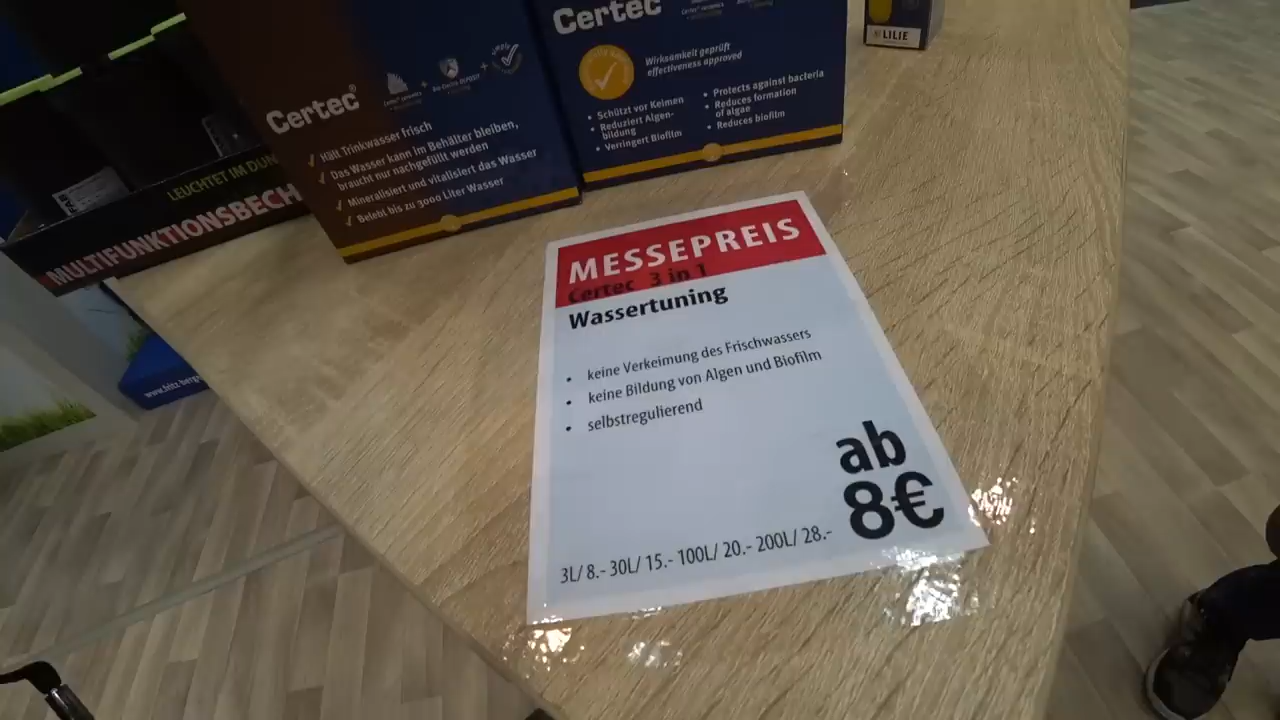 Certec®
Hält Trinkwasser frisch
Das Wasser kann im Behälter bleiben,
braucht nur nachgefüllt werden
Mineralisiert und vitalisiert das Wasser
Belebt bis zu 3000 Liter Wasser
Certec
Wirksamkeit geprüft
effectiveness approved
• Schützt vor Keimen
• Reduziert Algen-
bildung
• Verringert Biofilm
• Protects against bacteria
• Reduces formation
of algae
• Reduces biofilm
LILIE
LEUCHTET IM DUN
MULTIFUNKTIONSBECH
MESSEPREIS
Certec 3 in 1
Wassertuning
• keine Verkeimung des Frischwassers
• keine Bildung von Algen und Biofilm
• selbstregulierend
ab
8€
3L/ 8.- 30L/ 15.- 100L/ 20.- 200L/ 28.-